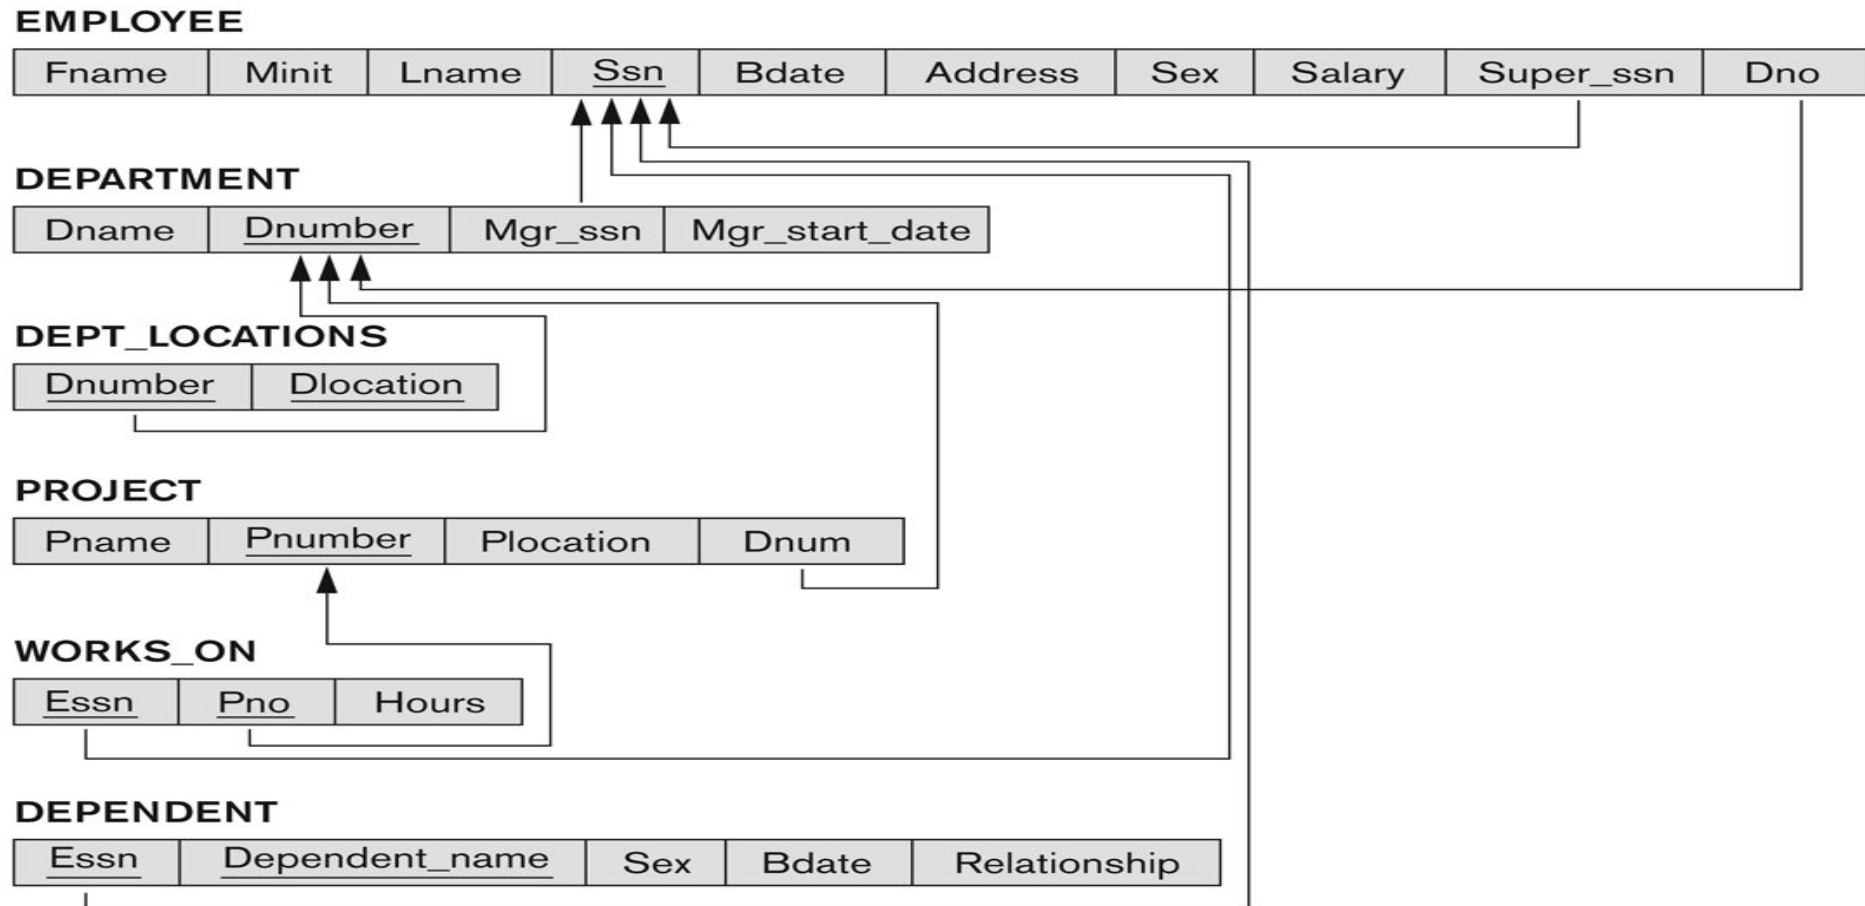 EMPLOYEE
Fname Minit Lname Ssn Bdate Address Sex Salary Super_ssn Dno
DEPARTMENT
Dname Dnumber Mgr_ssn Mgr_start_date
DEPT_LOCATIONS
Dnumber Dlocation
PROJECT
Pname Pnumber Plocation Dnum
WORKS_ON
Essn Pno Hours
DEPENDENT
Essn Dependent_name Sex Bdate Relationship